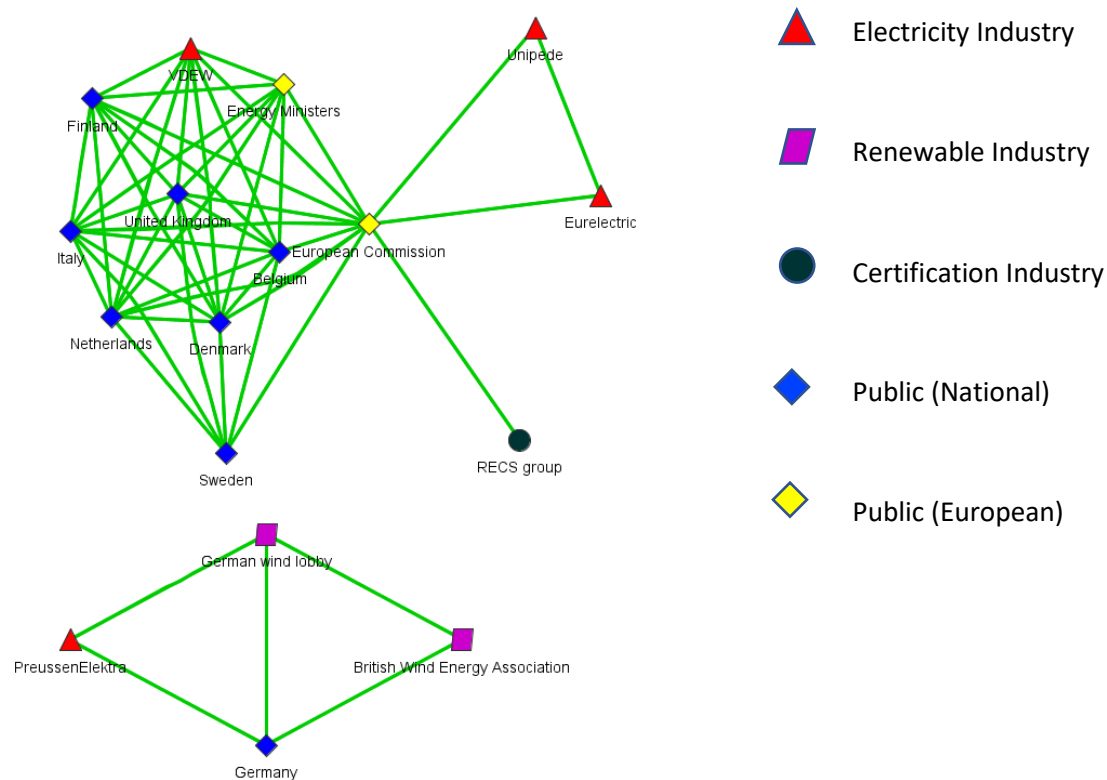 VDEW
Unipede
Energy Ministers
Finland
United Kingdom
Eurelectric
European Commission
Italy
Belgium
Netherlands
Denmark
RECS group
Sweden
German wind lobby
PreussenElektra
British Wind Energy Association
Germany
Electricity Industry
Renewable Industry
Certification Industry
Public (National)
Public (European)